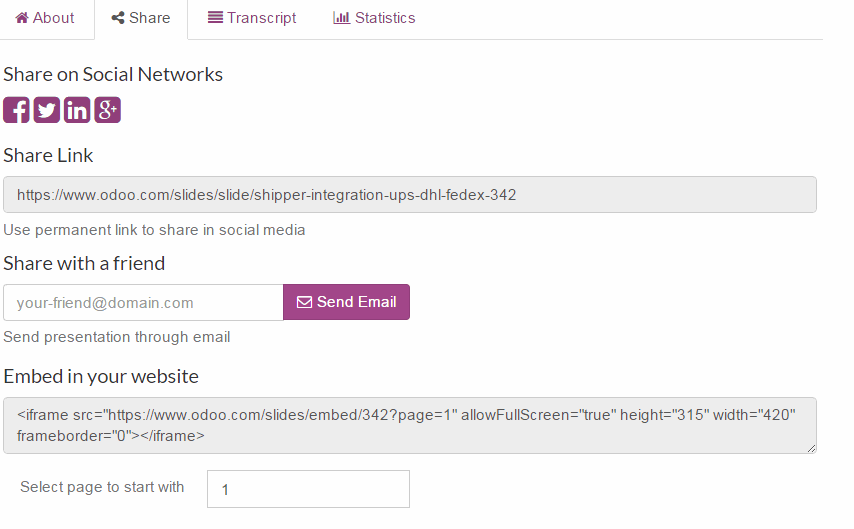 About Share Transcript Statistics
Share on Social Networks
Share Link
https://www.odoo.com/slides/slide/shipper-integration-ups-dhl-fedex-342
Use permanent link to share in social media
Share with a friend
your-friend@domain.com Send Email
Send presentation through email
Embed in your website
<iframe src="https://www.odoo.com/slides/embed/342?page=1" allowFullScreen="true" height="315" width="420"
frameborder="0"></iframe>
Select page to start with 1